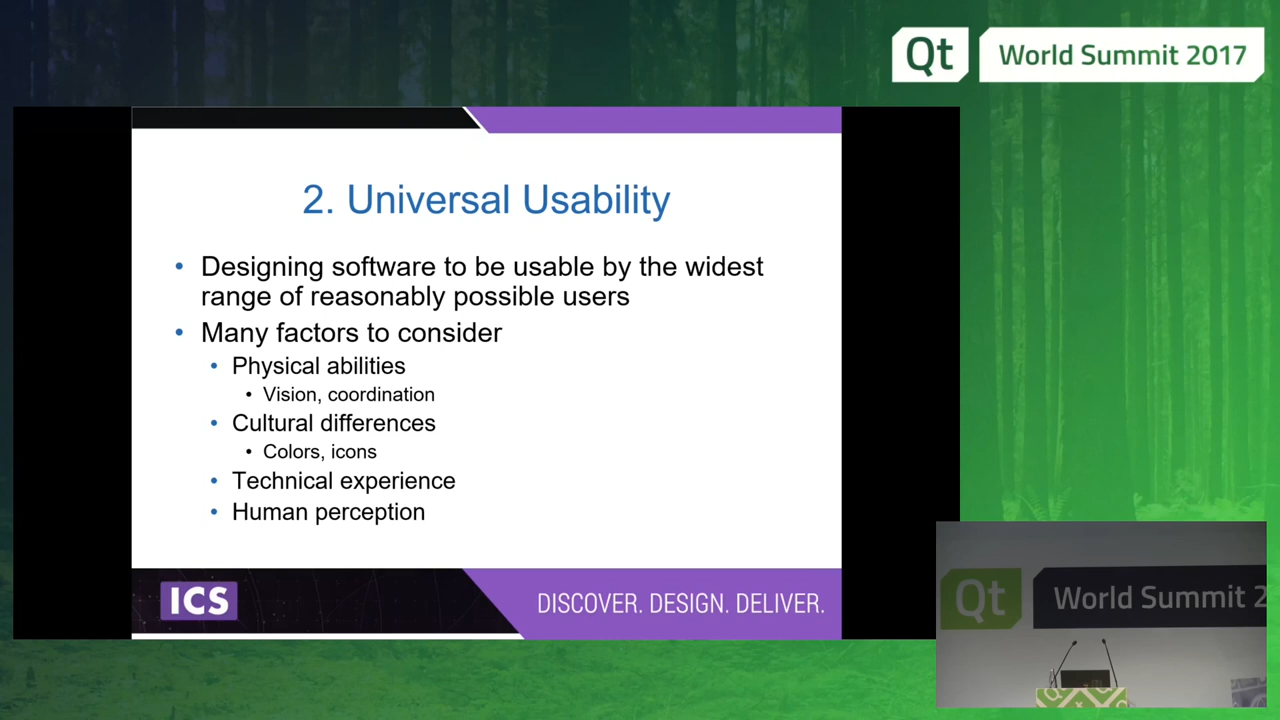 Qt World Summit 2017
2. Universal Usability
• Designing software to be usable by the widest
range of reasonably possible users
• Many factors to consider
• Physical abilities
• Vision, coordination
• Cultural differences
• Colors, icons
• Technical experience
• Human perception
ICS DISCOVER. DESIGN. DELIVER.
Qt World Summit 2
Qt